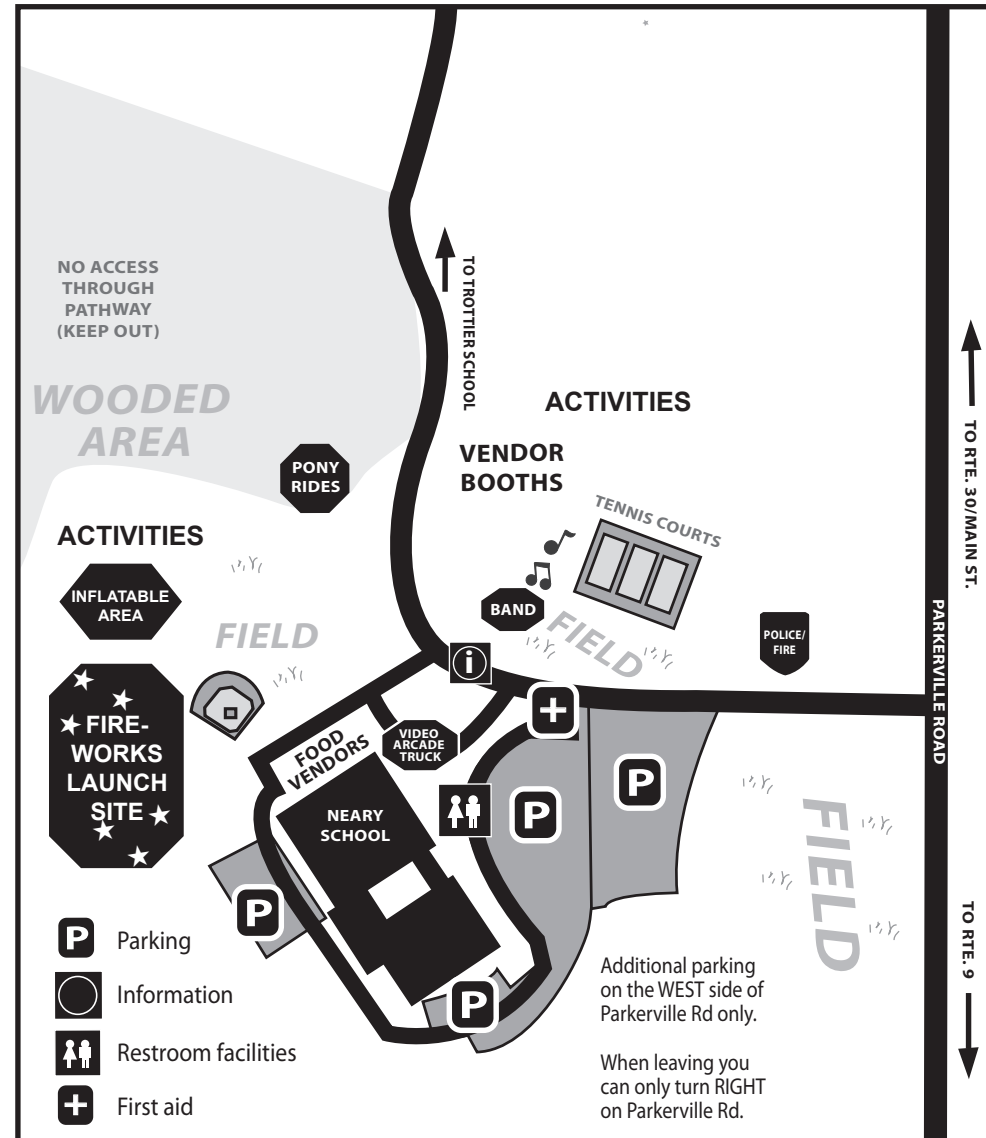 NO ACCESS
THROUGH
PATHWAY
(KEEP OUT)
WOODED
AREA
TO TROTTIER SCHOOL
ACTIVITIES
VENDOR
BOOTHS
PONY
RIDES
TENNIS COURTS
ACTIVITIES
INFLATABLE
AREA
FIELD
BAND
FIELD
POLICE/
FIRE
i
TO RTE. 30/MAIN ST.
PARKERVILLE ROAD
TO RTE. 9
FIRE-
WORKS
LAUNCH
SITE
FOOD
VENDORS
VIDEO
ARCADE
TRUCK
NEARY
SCHOOL
P
P
P
P
FIELD
P Parking
Information
Restroom facilities
First aid
Additional parking
on the WEST side of
Parkerville Rd only.
When leaving you
can only turn RIGHT
on Parkerville Rd.